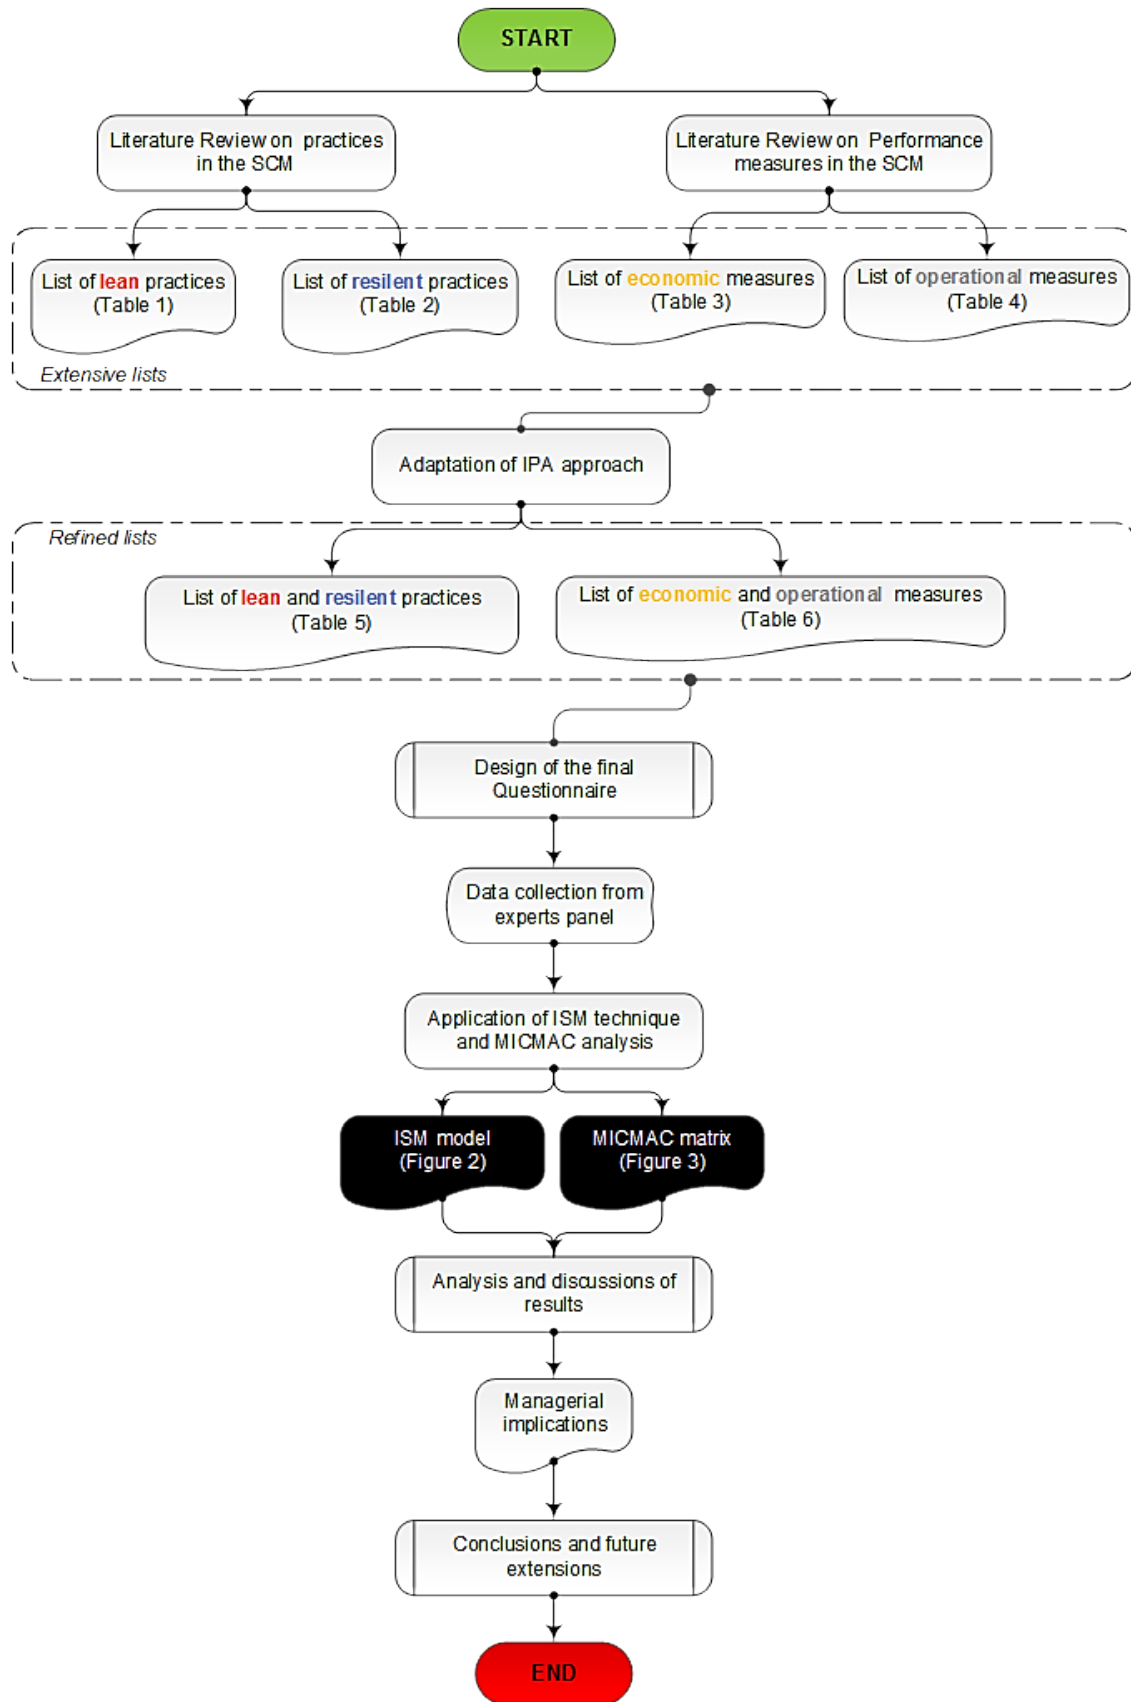 START
Literature Review on practices
in the SCM
Literature Review on Performance
measures in the SCM
List of lean practices
(Table 1)
List of resilent practices
(Table 2)
List of economic measures
(Table 3)
List of operational measures
(Table 4)
Extensive lists
Adaptation of IPA approach
Refined lists
List of lean and resilent practices
(Table 5)
List of economic and operational measures
(Table 6)
Design of the final
Questionnaire
Data collection from
experts panel
Application of ISM technique
and MICMAC analysis
ISM model
(Figure 2)
MICMAC matrix
(Figure 3)
Analysis and discussions of
results
Managerial
implications
Conclusions and future
extensions
END